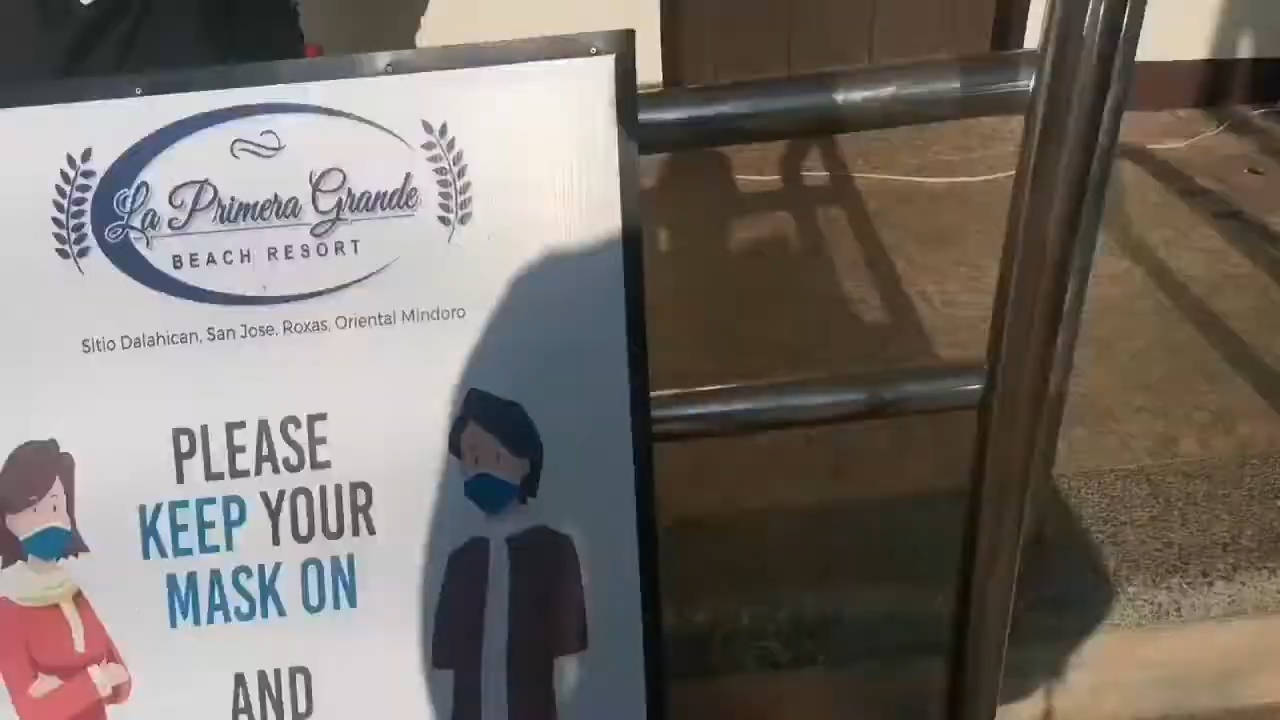 La Primera Grande
BEACH RESORT
Sitio Dalahican, San Jose, Roxas, Oriental Mindoro
PLEASE
KEEP YOUR
MASK ON
AND